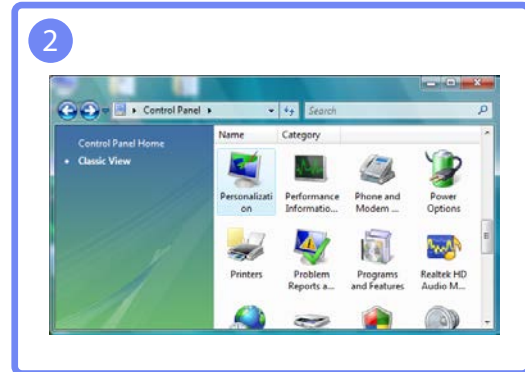 2
Control Panel
Search
Control Panel Home
Classic View
Name Category
Personalizati
on
Performance
Informatio...
Phone and
Modem ...
Power
Options
Printers
Problem
Reports a...
Programs
and Features
Realtek HD
Audio M...